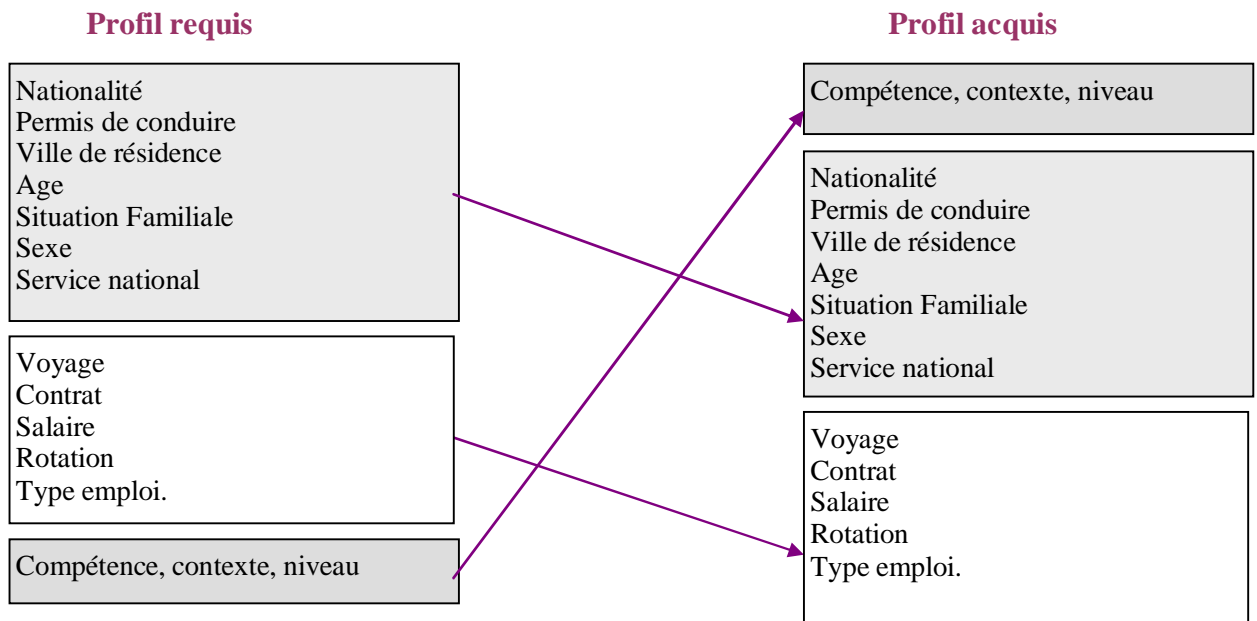 Profil requis
Nationalité
Permis de conduire
Ville de résidence
Age
Situation Familiale
Sexe
Service national
Voyage
Contrat
Salaire
Rotation
Type emploi.
Compétence, contexte, niveau
Profil acquis
Compétence, contexte, niveau
Nationalité
Permis de conduire
Ville de résidence
Age
Situation Familiale
Sexe
Service national
Voyage
Contrat
Salaire
Rotation
Type emploi.